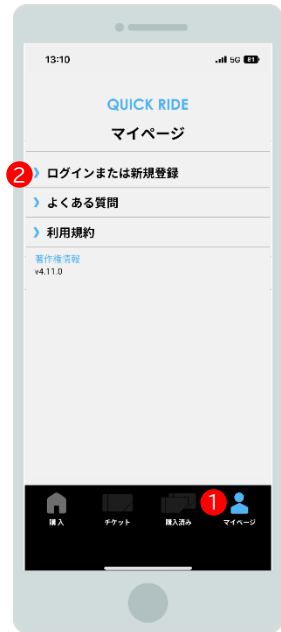 13:10
5G 81
QUICK RIDE
マイページ
2
ログインまたは新規登録
よくある質問
利用規約
著作権情報
v4.11.0
1
購入
チケット
購入済み
マイページ